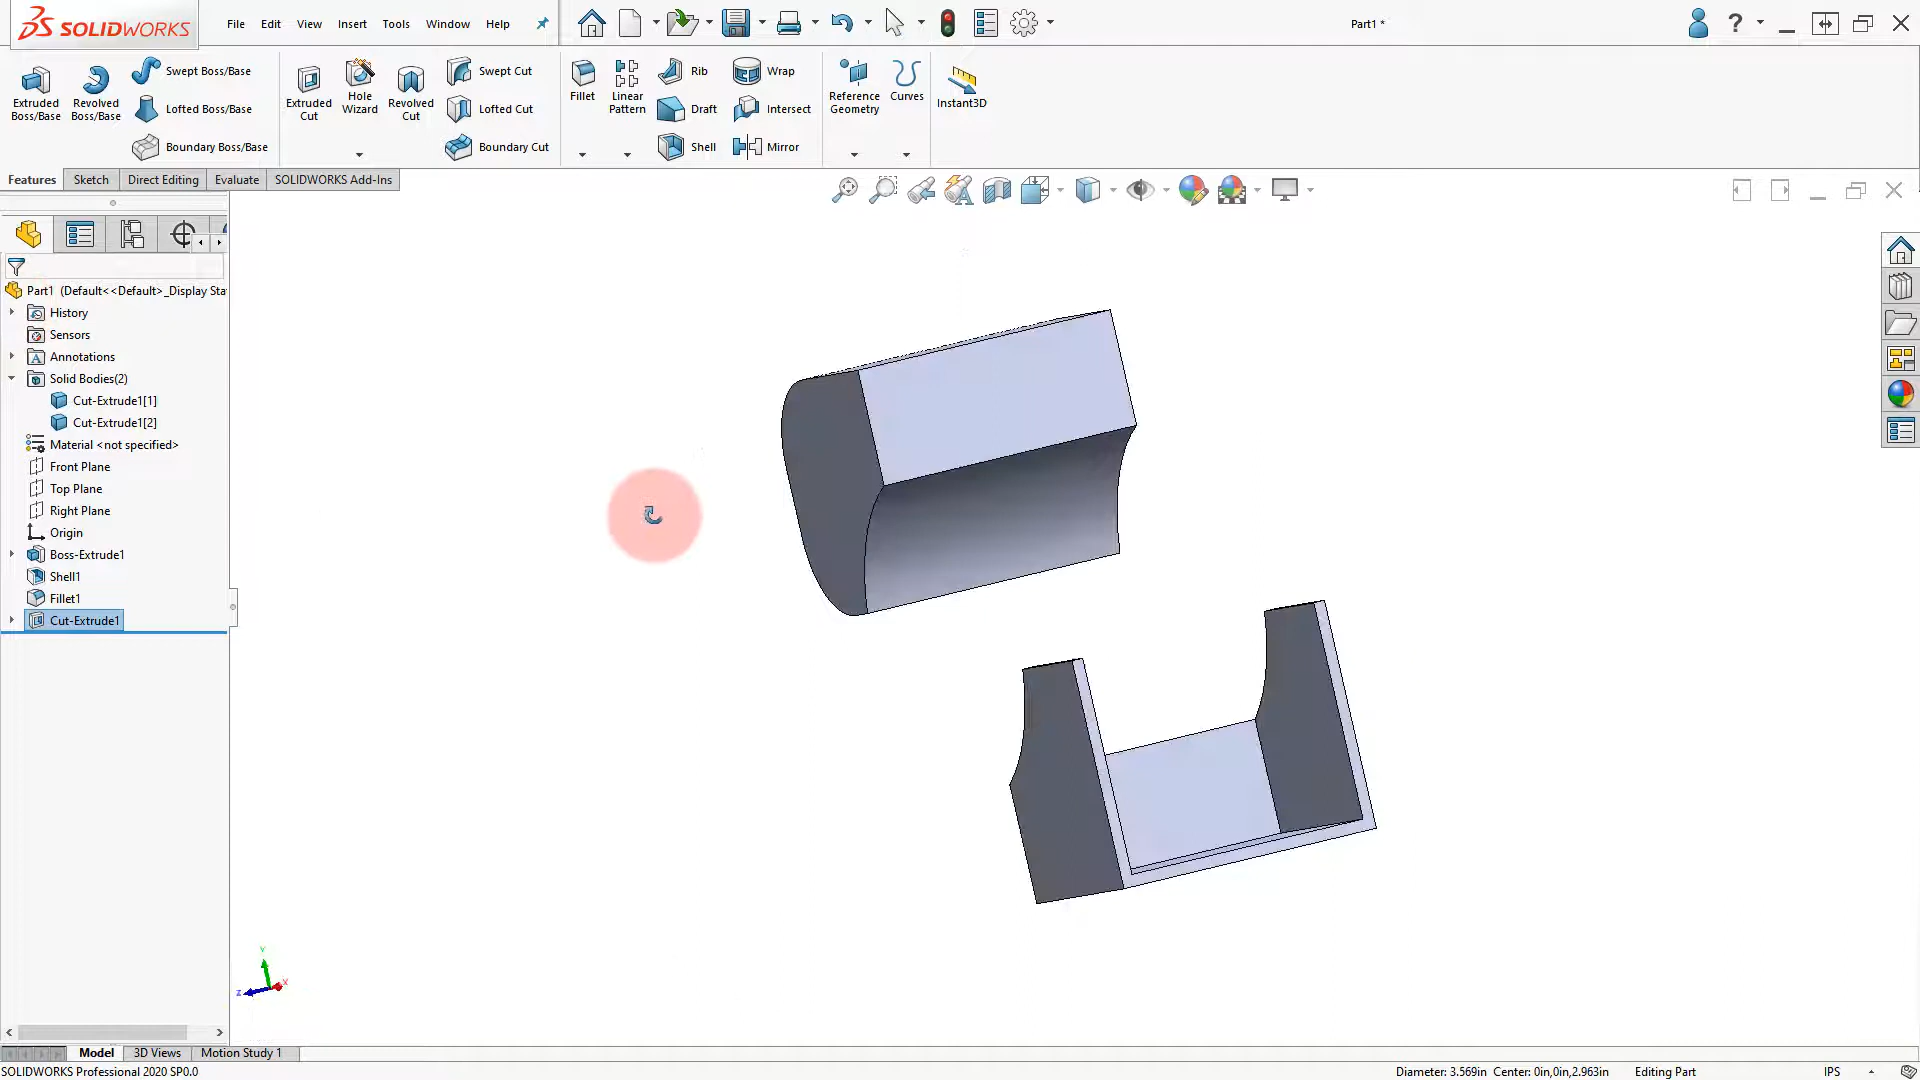 SOLIDWORKS File Edit View Insert Tools Window Help Part1 *
Extruded Boss/Base
Revolved Boss/Base
Swept Boss/Base
Lofted Boss/Base
Boundary Boss/Base
Extruded Cut
Hole Wizard
Revolved Cut
Swept Cut
Lofted Cut
Boundary Cut
Fillet
Linear Pattern
Rib
Draft
Shell
Wrap
Intersect
Mirror
Reference Geometry
Curves
Instant3D
Features Sketch Direct Editing Evaluate SOLIDWORKS Add-Ins
Part1 (Default<<Default>_Display Sta
History
Sensors
Annotations
Solid Bodies(2)
Cut-Extrude1[1]
Cut-Extrude1[2]
Material <not specified>
Front Plane
Top Plane
Right Plane
Origin
Boss-Extrude1
Shell1
Fillet1
Cut-Extrude1
Y
X
Z
Model 3D Views Motion Study 1
SOLIDWORKS Professional 2020 SP0.0 Diameter: 3.569in Center: 0in,0in,2.963in Editing Part IPS